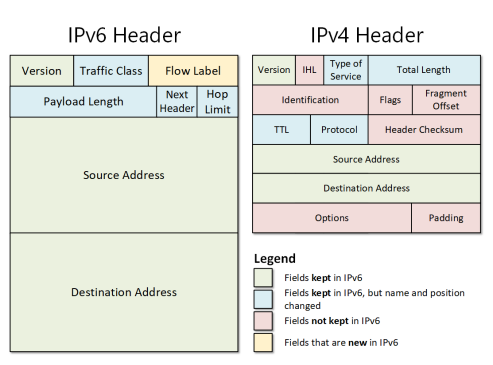 IPv6 Header
Version Traffic Class Flow Label
Payload Length Next Header Hop Limit
Source Address
Destination Address
IPv4 Header
Version IHL Type of Service Total Length
Identification Flags Fragment Offset
TTL Protocol Header Checksum
Source Address
Destination Address
Options Padding
Legend
Fields kept in IPv6
Fields kept in IPv6, but name and position
changed
Fields not kept in IPv6
Fields that are new in IPv6